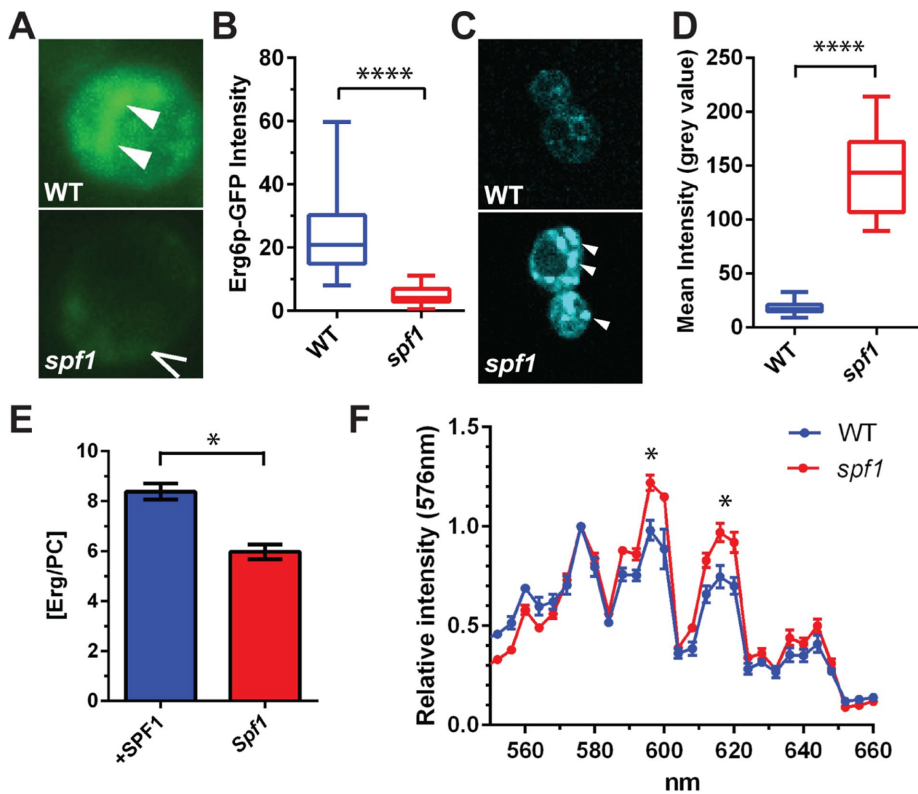 A
WT
spf1
B
****
Erg6p-GFP Intensity
80
60
40
20
0
WT
spf1
C
WT
spf1
D
****
Mean Intensity (grey value)
250
200
150
100
50
0
WT
spf1
E
*
[Erg/PC]
10
8
6
4
2
0
+SPF1
Spf1
F
WT
spf1
*
*
Relative intensity (576nm)
1.5
1.0
0.5
0.0
560
580
600
620
640
660
nm